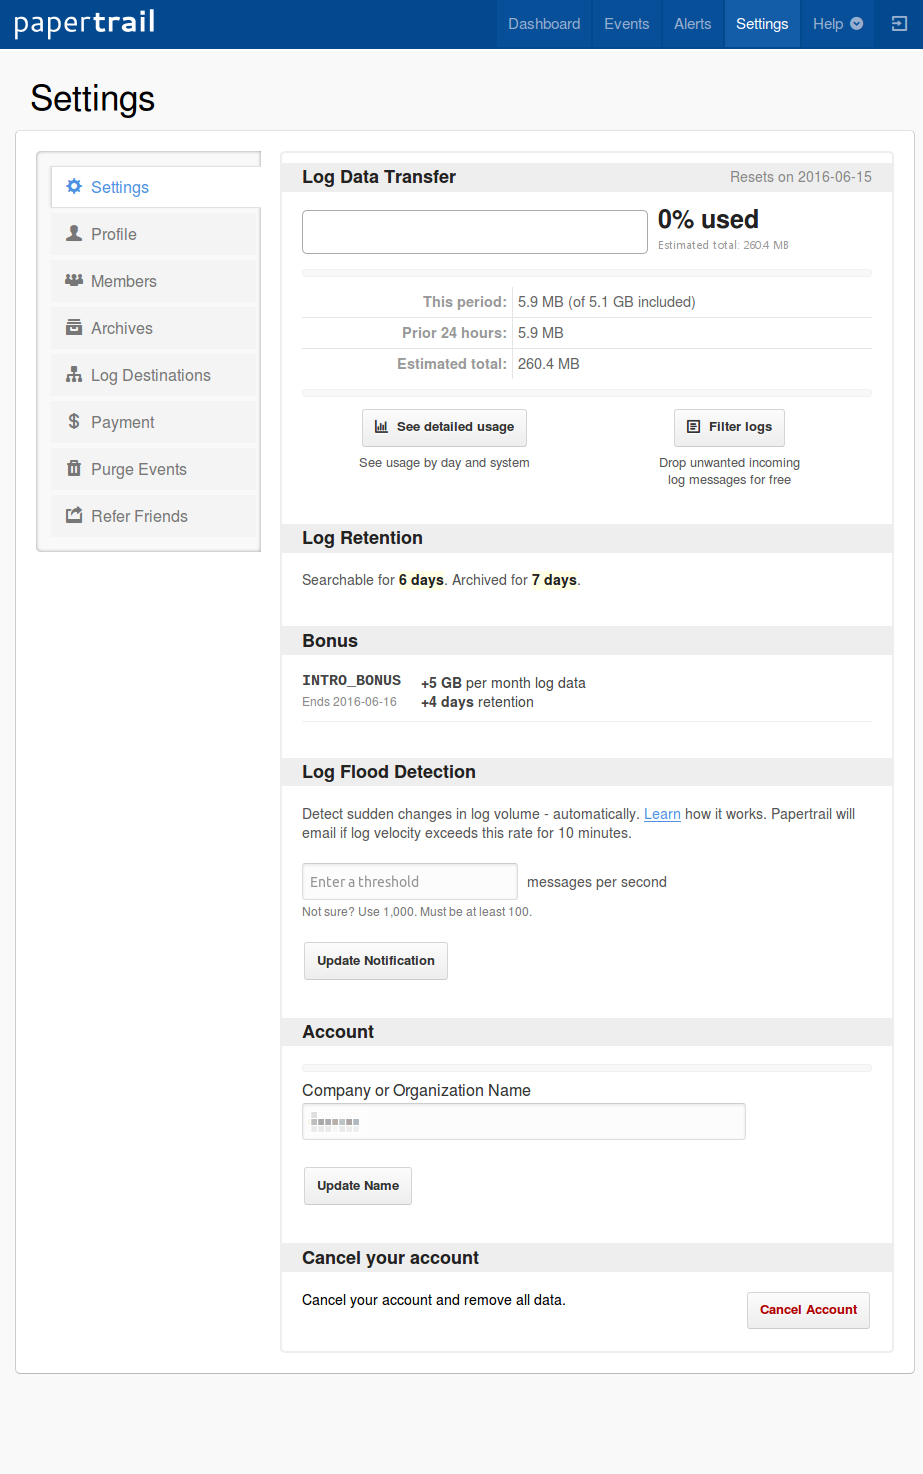 papertrail
Dashboard Events Alerts Settings Help
Settings
Settings
Profile
Members
Archives
Log Destinations
Payment
Purge Events
Refer Friends
Log Data Transfer Resets on 2016-06-15
0% used
Estimated total: 260.4 MB
This period: 5.9 MB (of 5.1 GB included)
Prior 24 hours: 5.9 MB
Estimated total: 260.4 MB
See detailed usage
See usage by day and system
Filter logs
Drop unwanted incoming
log messages for free
Log Retention
Searchable for 6 days. Archived for 7 days.
Bonus
INTRO_BONUS +5 GB per month log data
Ends 2016-06-16 +4 days retention
Log Flood Detection
Detect sudden changes in log volume - automatically. Learn how it works. Papertrail will
email if log velocity exceeds this rate for 10 minutes.
Enter a threshold messages per second
Not sure? Use 1,000. Must be at least 100.
Update Notification
Account
Company or Organization Name
Update Name
Cancel your account
Cancel your account and remove all data. Cancel Account